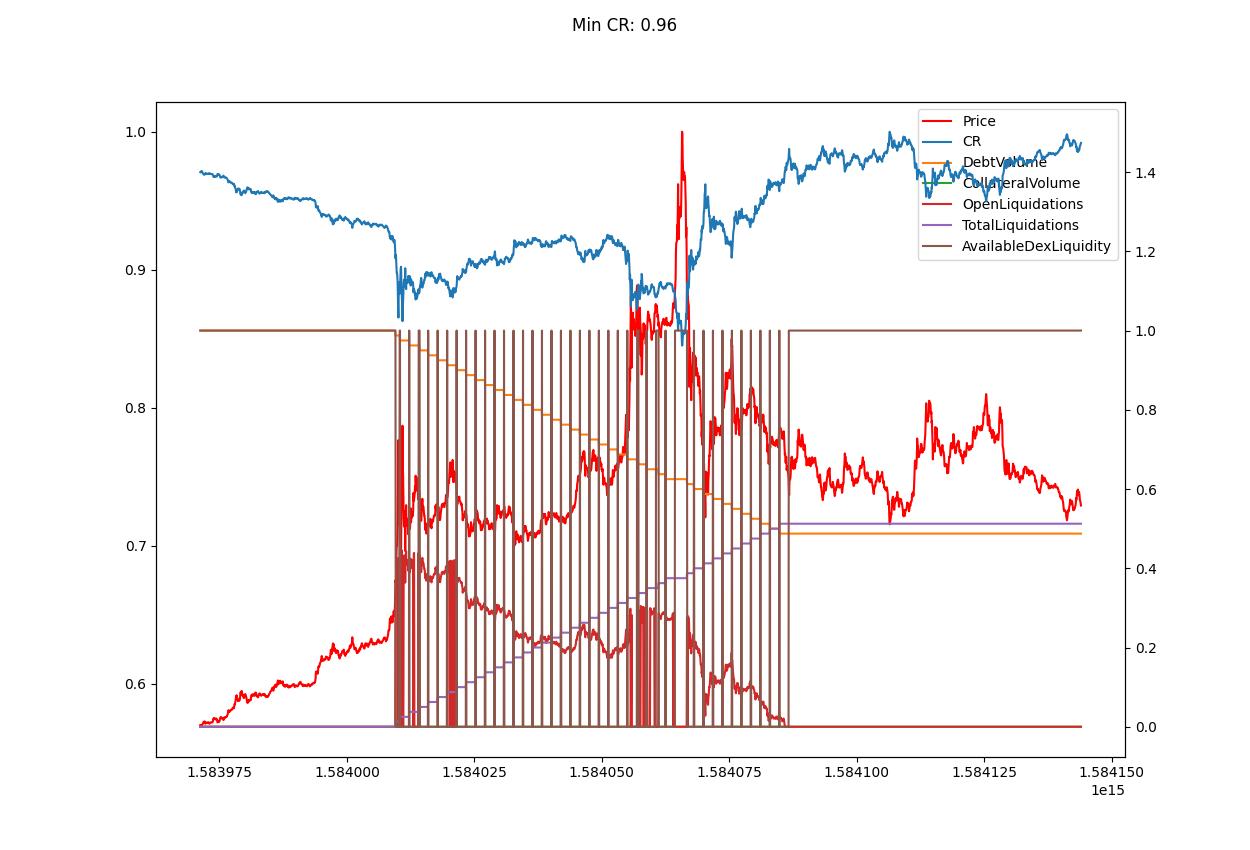 Min CR: 0.96
1.0
0.9
0.8
0.7
0.6
Price
CR
DebtVolume
CollateralVolume
OpenLiquidations
TotalLiquidations
AvailableDexLiquidity
1.4
1.2
1.0
0.8
0.6
0.4
0.2
0.0
1.583975 1.584000 1.584025 1.584050 1.584075 1.584100 1.584125 1.584150
1e15